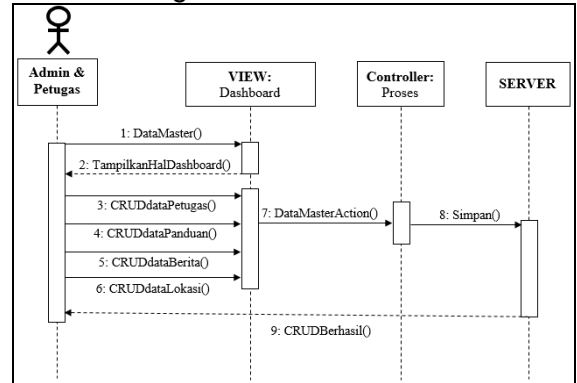 Admin &
Petugas
VIEW:
Dashboard
Controller:
Proses
SERVER
1: DataMaster()
2: TampilkanHalDashboard()
3: CRUDdataPetugas()
7: DataMasterAction()
8: Simpan()
4: CRUDdataPanduan()
5: CRUDdataBerita()
6: CRUDdataLokasi()
9: CRUDBerhasil()